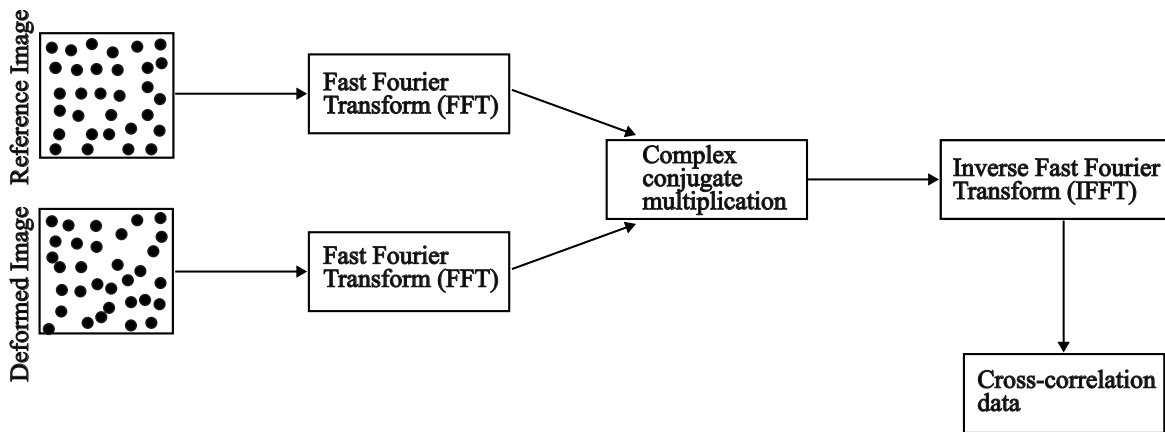 Reference Image
Fast Fourier
Transform (FFT)
Deformed Image
Fast Fourier
Transform (FFT)
Complex
conjugate
multiplication
Inverse Fast Fourier
Transform (IFFT)
Cross-correlation
data